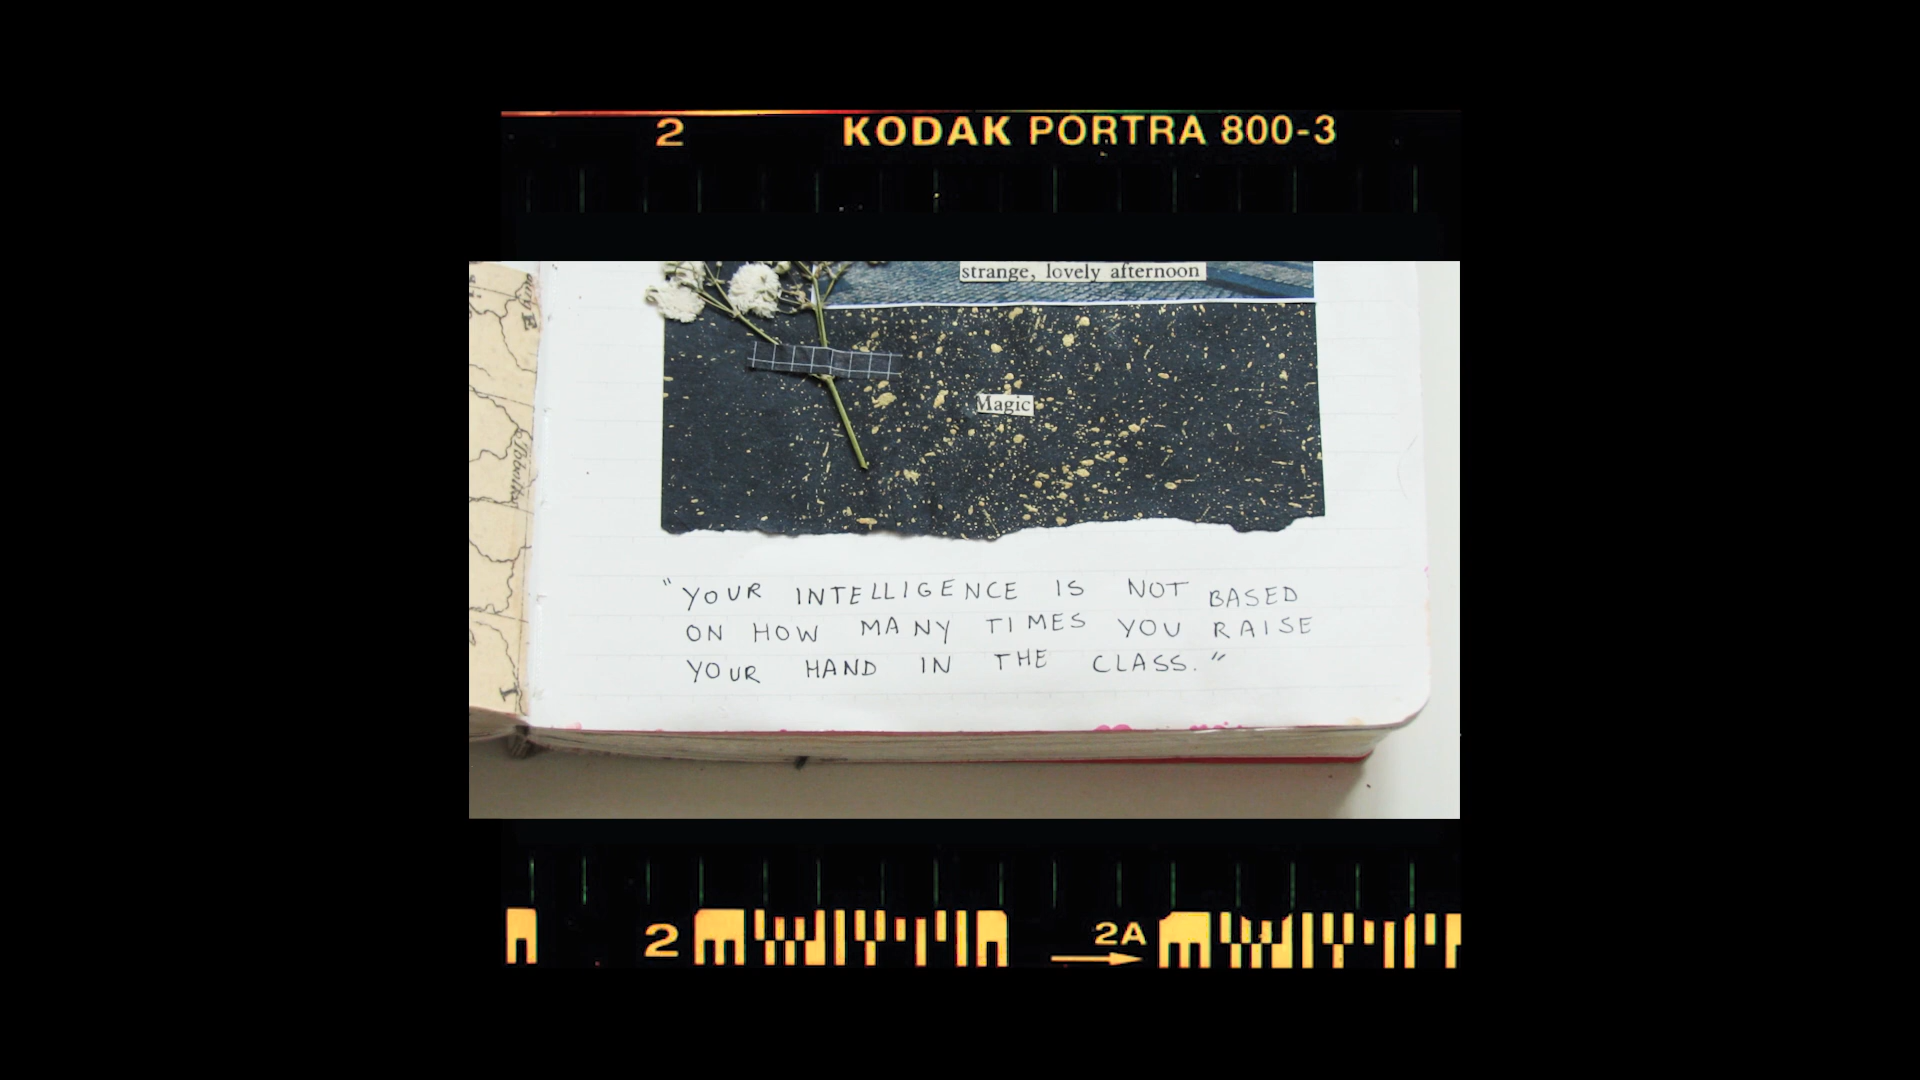 2 KODAK PORTRA 800-3
strange, lovely afternoon
Magic
Tobolsk
"YOUR INTELLIGENCE IS NOT BASED
ON HOW MANY TIMES YOU RAISE
YOUR HAND IN THE CLASS."
2 2A